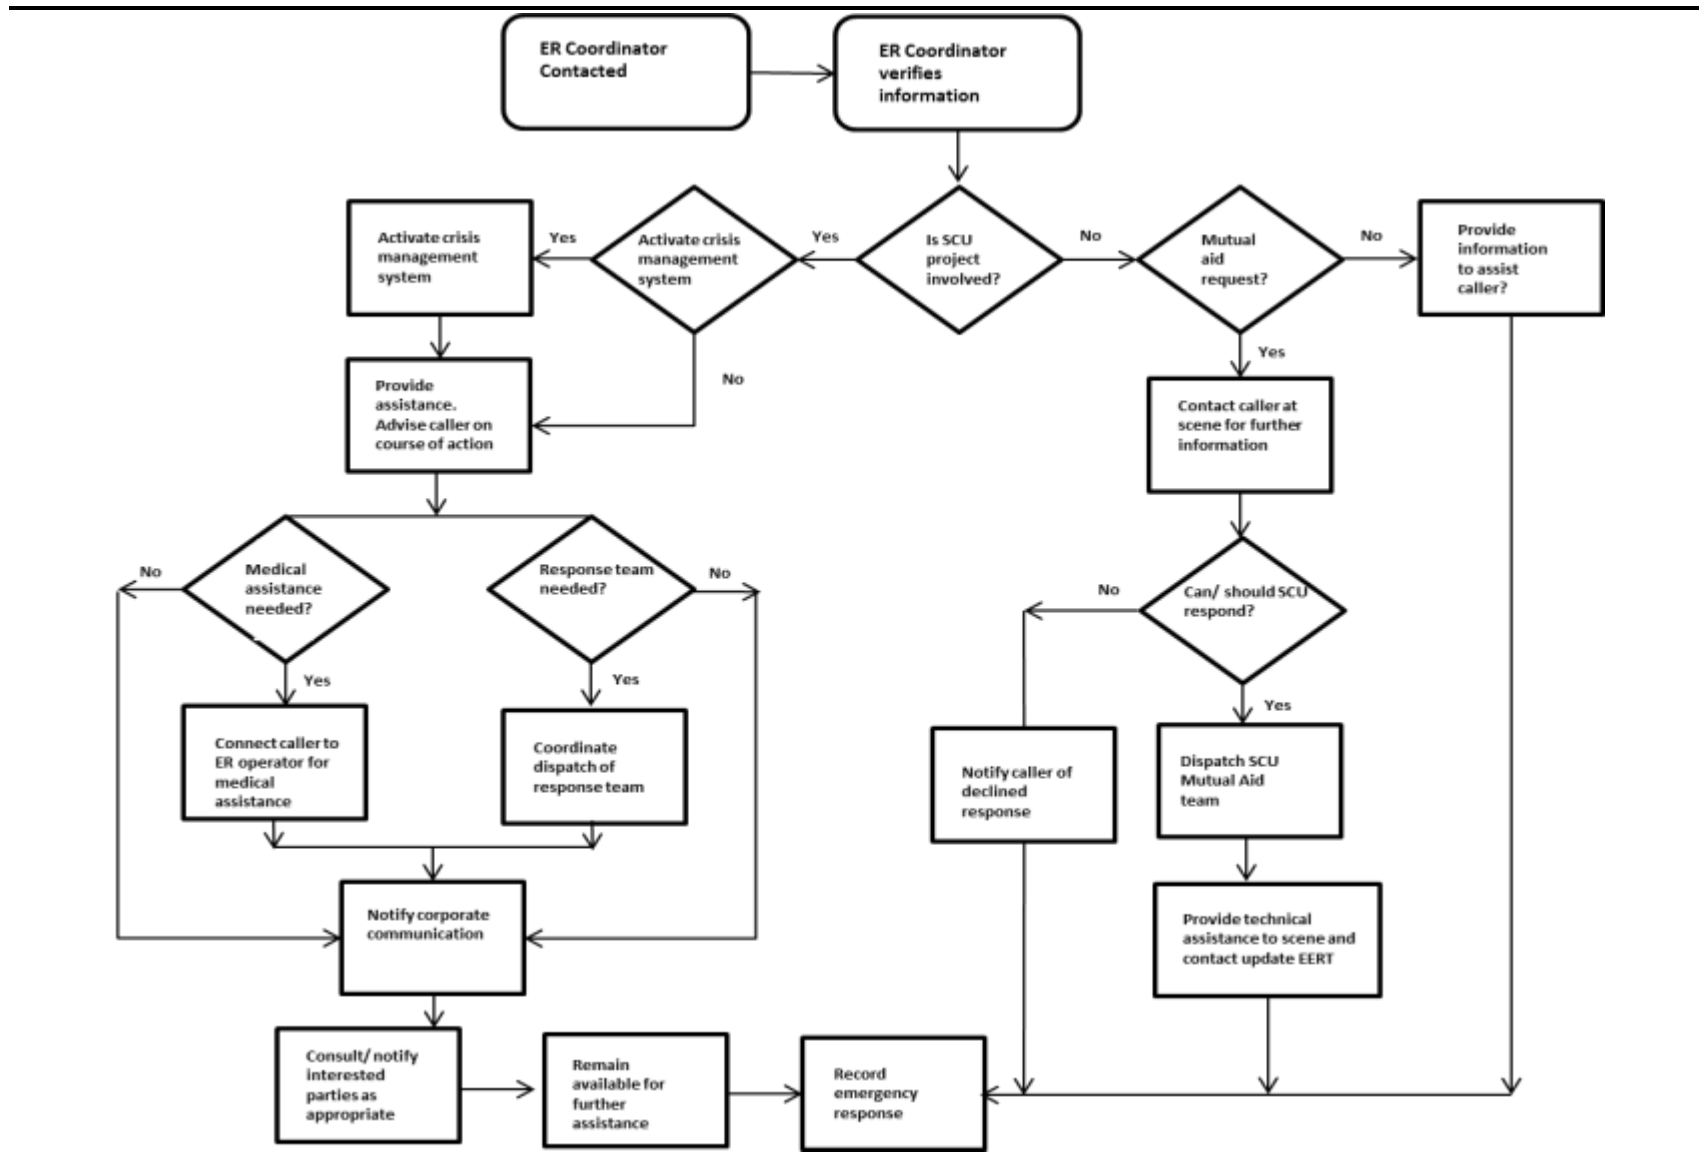 ER Coordinator
Contacted
ER Coordinator
verifies
information
Activate crisis
management
system
Yes
Activate crisis
management
system
Yes
Is SCU
project
involved?
No
Mutual
aid
request?
No
Provide
information
to assist
caller?
No
Yes
Provide
assistance.
Advise caller on
course of action
Contact caller at
scene for further
information
No
Medical
assistance
needed?
Response team
needed?
No
No
Can/ should SCU
respond?
Yes
Yes
Yes
Connect caller to
ER operator for
medical
assistance
Coordinate
dispatch of
response team
Notify caller of
declined
response
Dispatch SCU
Mutual Aid
team
Notify corporate
communication
Provide technical
assistance to scene and
contact update EERT
Consult/ notify
interested
parties as
appropriate
Remain
available for
further
assistance
Record
emergency
response